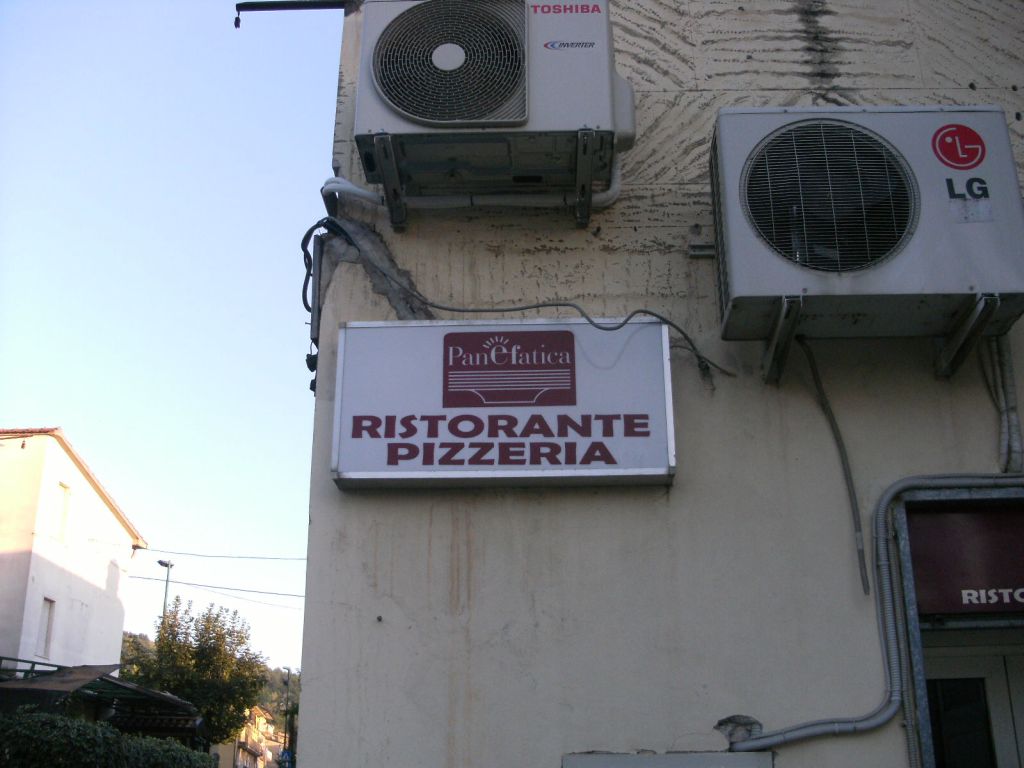 TOSHIBA
INVERTER
LG
PanEfatica
RISTORANTE
PIZZERIA
RISTO